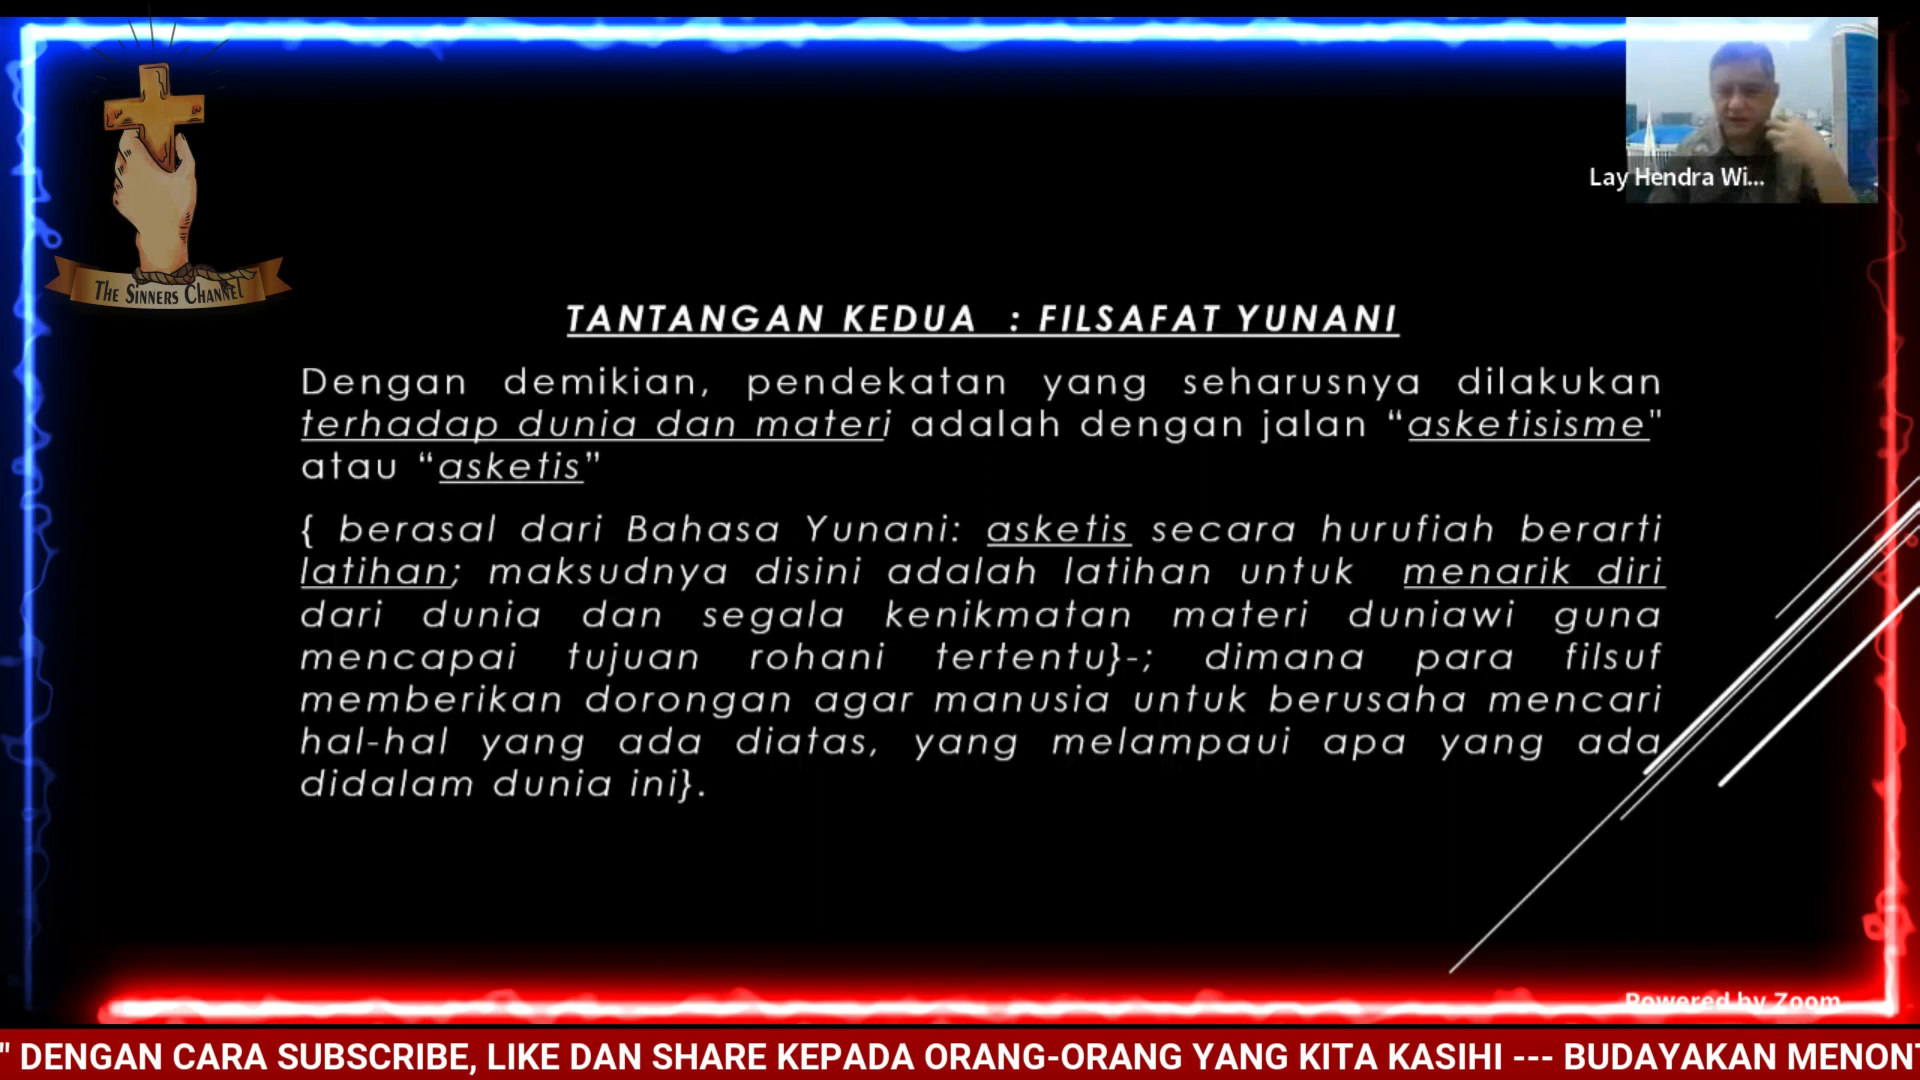 THE SINNERS CHANNEL
Lay Hendra Wi...
TANTANGAN KEDUA : FILSAFAT YUNANI
Dengan demikian, pendekatan yang seharusnya dilakukan
terhadap dunia dan materi adalah dengan jalan “asketisisme"
atau “asketis”
{ berasal dari Bahasa Yunani: asketis secara hurufiah berarti
latihan; maksudnya disini adalah latihan untuk menarik diri
dari dunia dan segala kenikmatan materi duniawi guna
mencapai tujuan rohani tertentu}-; dimana para filsuf
memberikan dorongan agar manusia untuk berusaha mencari
hal-hal yang ada diatas, yang melampaui apa yang ada
didalam dunia ini}.
Powered by Zoom
" DENGAN CARA SUBSCRIBE, LIKE DAN SHARE KEPADA ORANG-ORANG YANG KITA KASIHI --- BUDAYAKAN